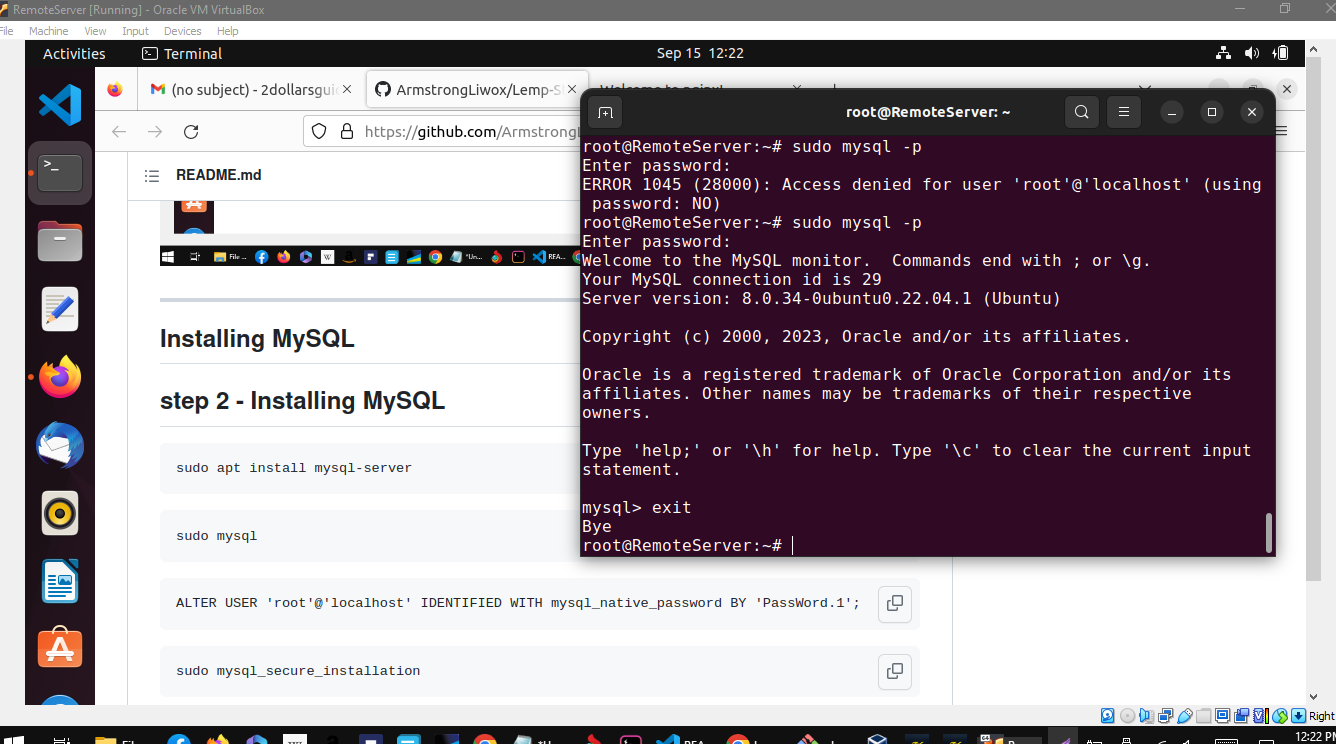 RemoteServer [Running] - Oracle VM VirtualBox
File Machine View Input Devices Help
Activities Terminal Sep 15 12:22
(no subject) - 2dollarsgui
ArmstrongLiwox/Lemp-S
https://github.com/Armstrong
README.md
File ...
Installing MySQL
step 2 - Installing MySQL
sudo apt install mysql-server
sudo mysql
ALTER USER 'root'@'localhost' IDENTIFIED WITH mysql_native_password BY 'PassWord.1';
sudo mysql_secure_installation
root@RemoteServer: ~
root@RemoteServer:~# sudo mysql -p
Enter password:
ERROR 1045 (28000): Access denied for user 'root'@'localhost' (using
password: NO)
root@RemoteServer:~# sudo mysql -p
Enter password:
Welcome to the MySQL monitor.  Commands end with ; or \g.
Your MySQL connection id is 29
Server version: 8.0.34-0ubuntu0.22.04.1 (Ubuntu)
Copyright (c) 2000, 2023, Oracle and/or its affiliates.
Oracle is a registered trademark of Oracle Corporation and/or its
affiliates. Other names may be trademarks of their respective
owners.
Type 'help;' or '\h' for help. Type '\c' to clear the current input
statement.
mysql> exit
Bye
root@RemoteServer:~#
Right
12:22 PM